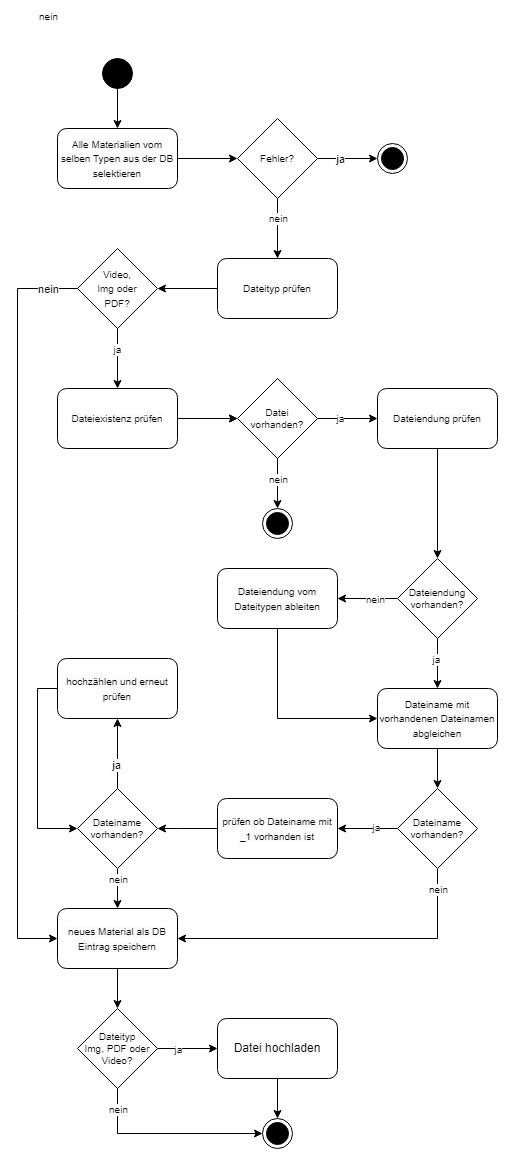 nein
Alle Materialien vom
selben Typen aus der DB
selektieren
Fehler?
ja
nein
Video,
Img oder
PDF?
nein
Dateityp prüfen
ja
Dateiexistenz prüfen
Datei
vorhanden?
ja
Dateiendung prüfen
nein
Dateiendung vom
Dateitypen ableiten
nein
Dateiendung
vorhanden?
ja
hochzählen und erneut
prüfen
Dateiname mit
vorhandenen Dateinamen
abgleichen
ja
Dateiname
vorhanden?
prüfen ob Dateiname mit
_1 vorhanden ist
ja
Dateiname
vorhanden?
nein
nein
neues Material als DB
Eintrag speichern
Dateityp
Img, PDF oder
Video?
ja
Datei hochladen
nein